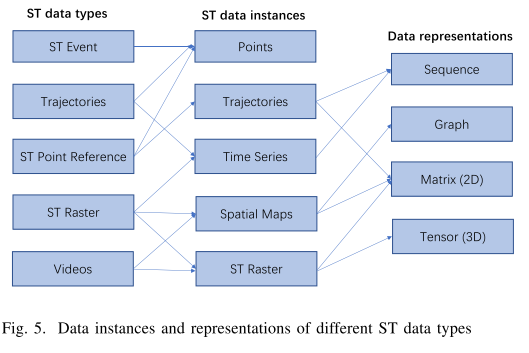 ST data types
ST data instances
Data representations
ST Event
Trajectories
ST Point Reference
ST Raster
Videos
Points
Trajectories
Time Series
Spatial Maps
ST Raster
Sequence
Graph
Matrix (2D)
Tensor (3D)
Fig. 5. Data instances and representations of different ST data types